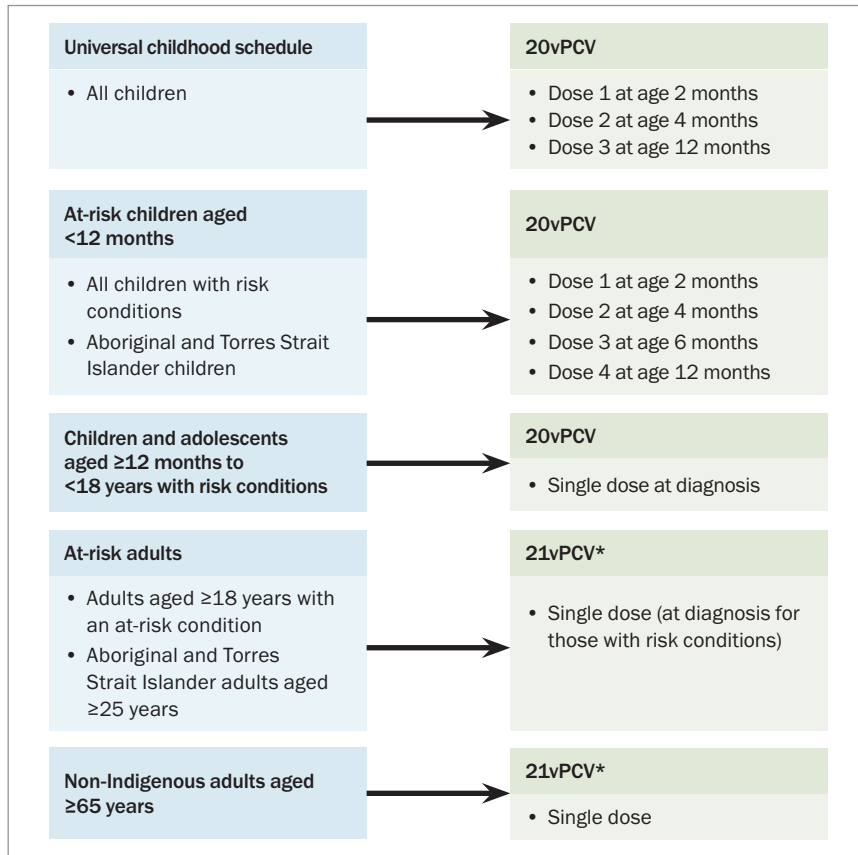 Universal childhood schedule
• All children
20vPCV
• Dose 1 at age 2 months
• Dose 2 at age 4 months
• Dose 3 at age 12 months
At-risk children aged
<12 months
• All children with risk
conditions
• Aboriginal and Torres Strait
Islander children
20vPCV
• Dose 1 at age 2 months
• Dose 2 at age 4 months
• Dose 3 at age 6 months
• Dose 4 at age 12 months
Children and adolescents
aged ≥12 months to
<18 years with risk conditions
20vPCV
• Single dose at diagnosis
At-risk adults
• Adults aged ≥18 years with
an at-risk condition
• Aboriginal and Torres
Strait Islander adults aged
≥25 years
21vPCV*
• Single dose (at diagnosis for
those with risk conditions)
Non-Indigenous adults aged
≥65 years
21vPCV*
• Single dose